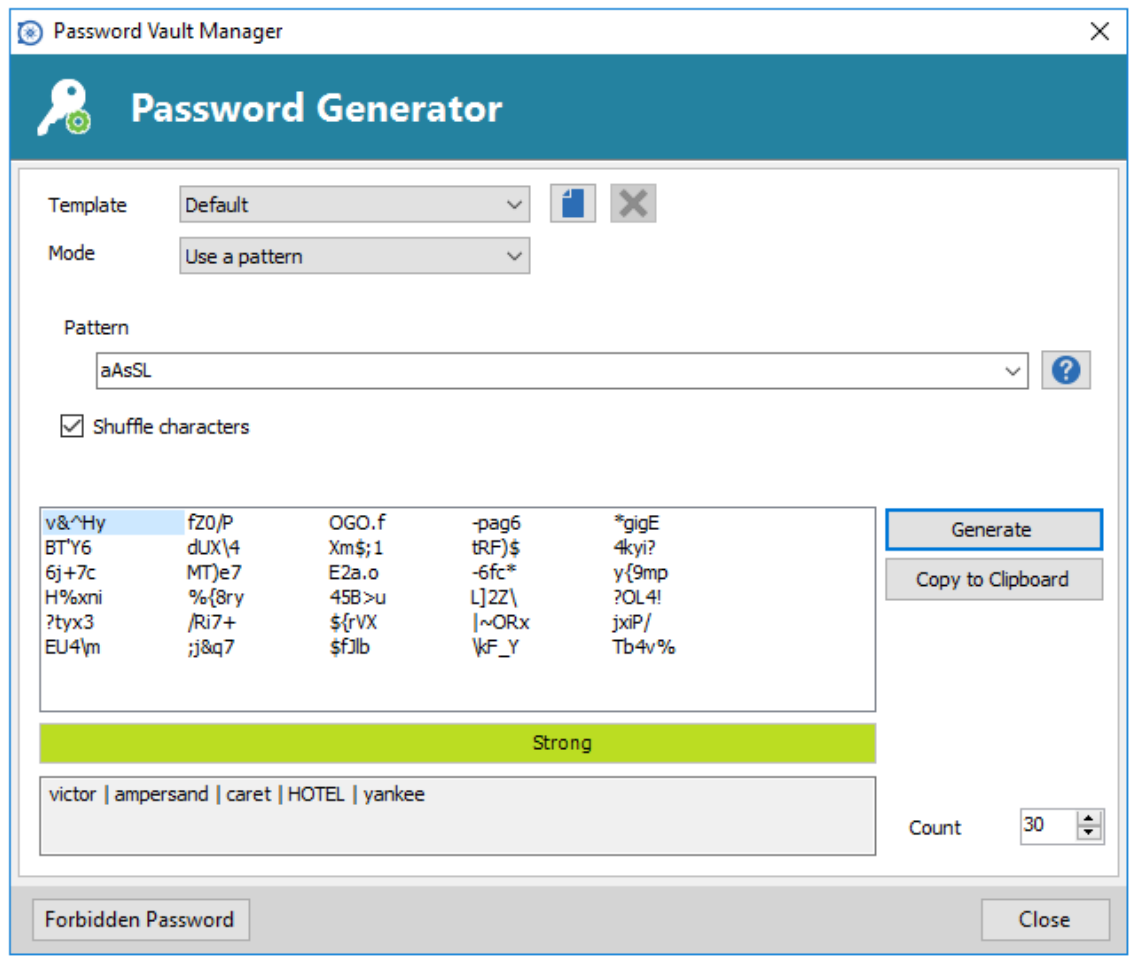 Password Vault Manager
Password Generator
Template Default
Mode Use a pattern
Pattern
aAsSL
Shuffle characters
v&^Hy fZ0/P OGO.f -pag6 *gigE
BT'Y6 dUX\4 Xm$;1 tRF)$ 4kyi?
6j+7c MT)e7 E2a.o -6fc* y{9mp
H%xni %{8ry 45B>u L]2Z\ ?OL4!
?tyx3 /Ri7+ ${rVX |~ORx jxiP/
EU4\m ;j&q7 $fJlb \kF_Y Tb4v%
Generate
Copy to Clipboard
Strong
victor | ampersand | caret | HOTEL | yankee
Count 30
Forbidden Password Close